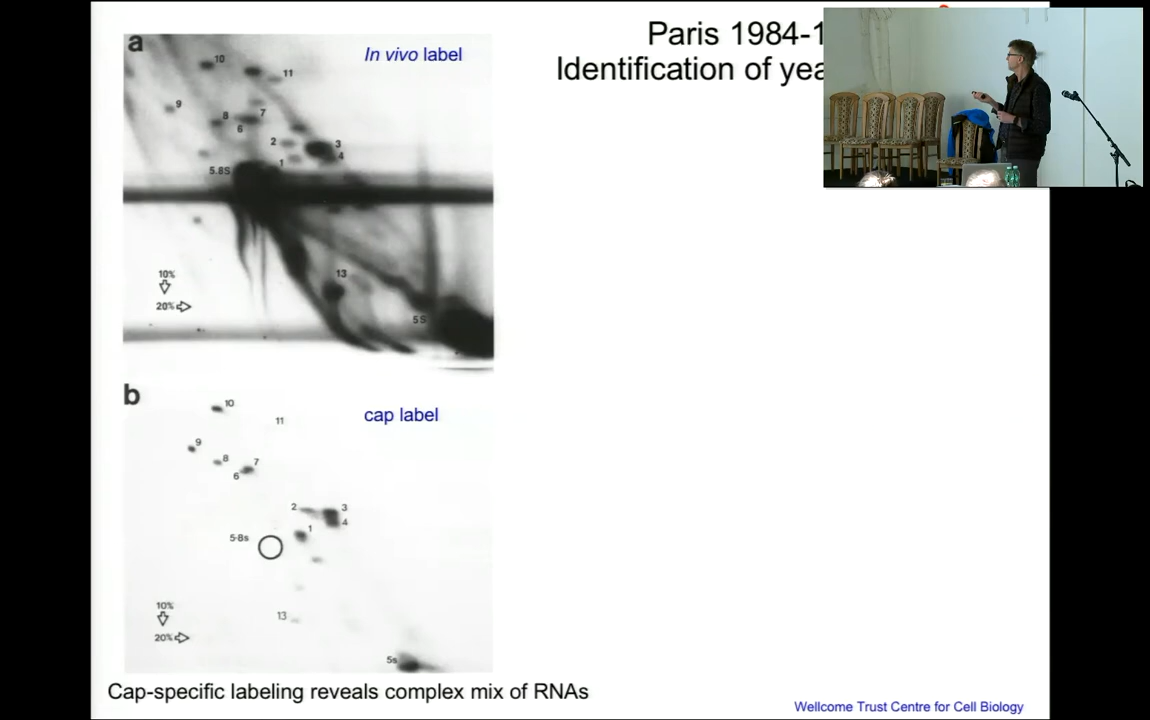 Paris 1984-1
Identification of yea
a
In vivo label
10
11
9
8
7
6
2
3
1
4
5.8S
10%
20%
13
5S
b
cap label
10
11
9
8
7
6
2
3
4
1
5·8s
10%
20%
13
5s
Cap-specific labeling reveals complex mix of RNAs
Wellcome Trust Centre for Cell Biology